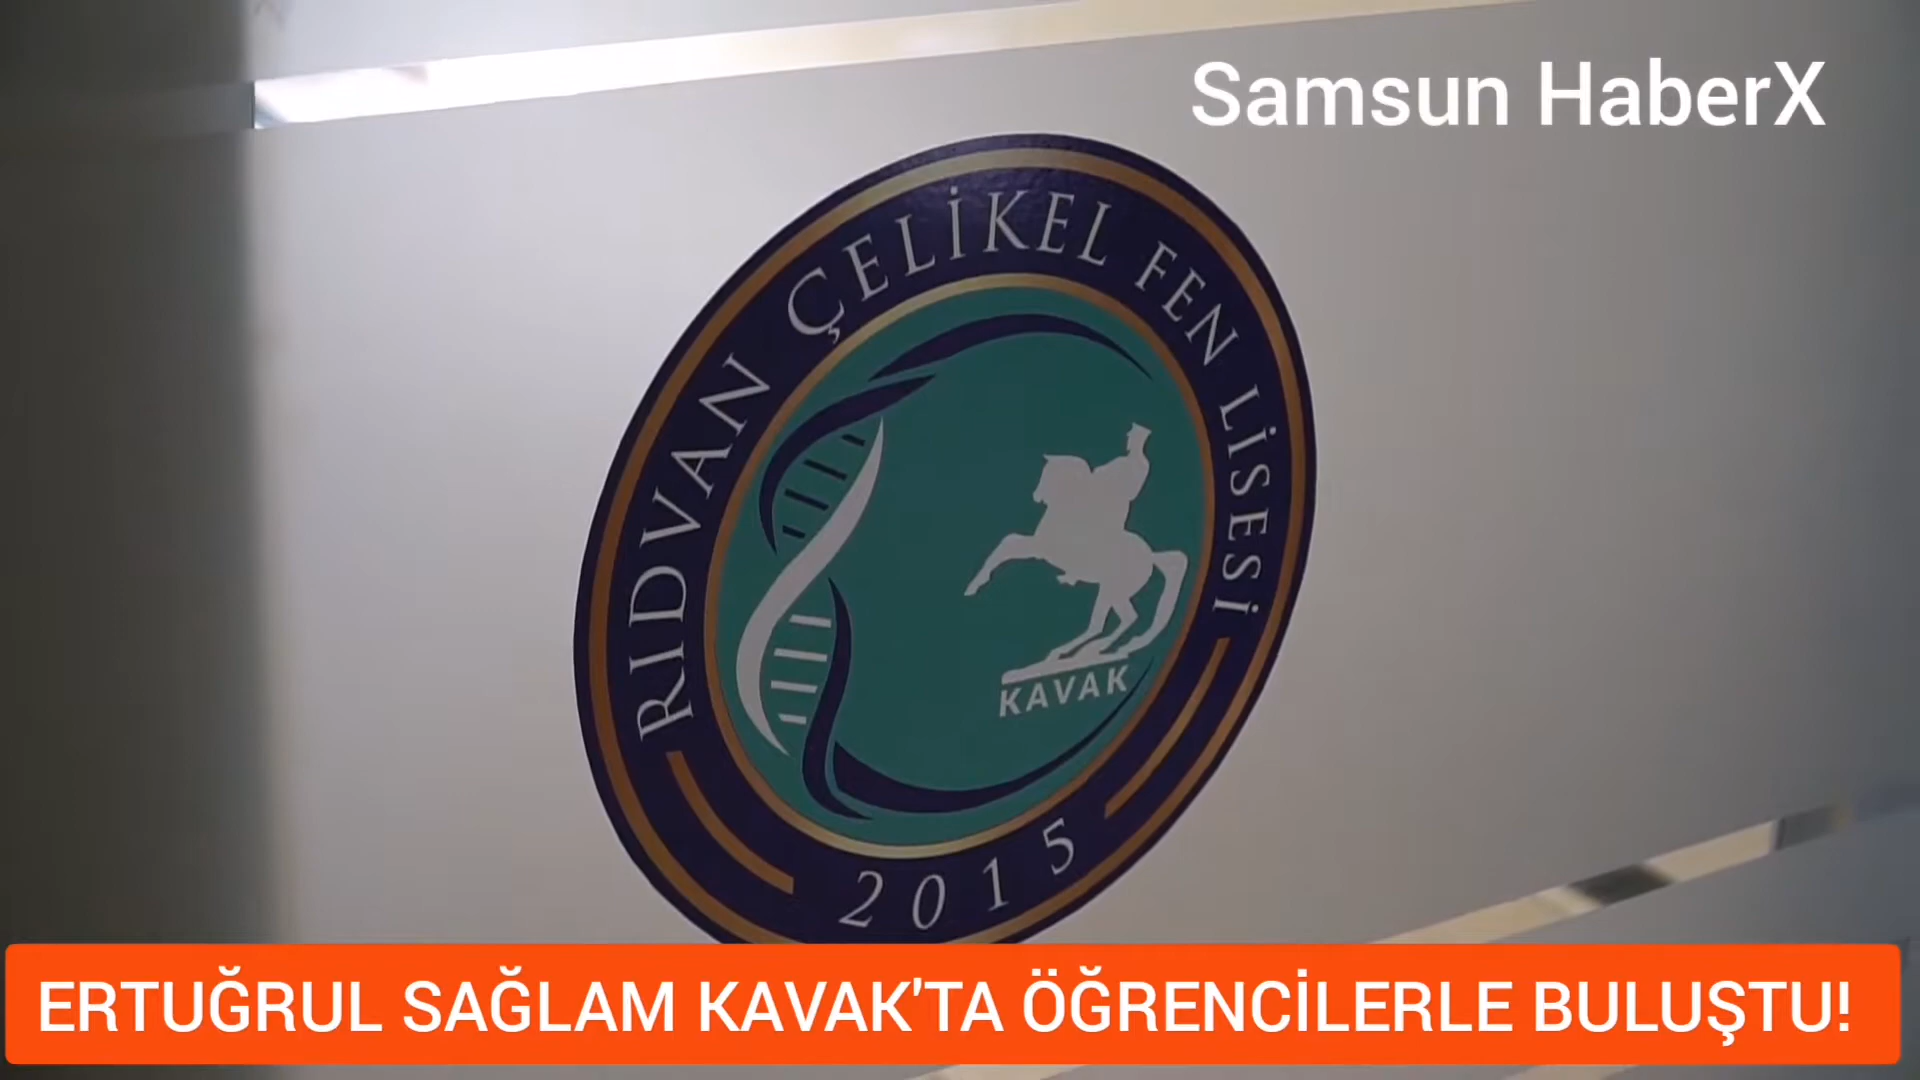 Samsun HaberX
RIDVAN ÇELİKEL FEN LİSESİ
KAVAK
2015
ERTUĞRUL SAĞLAM KAVAK'TA ÖĞRENCİLERLE BULUŞTU!